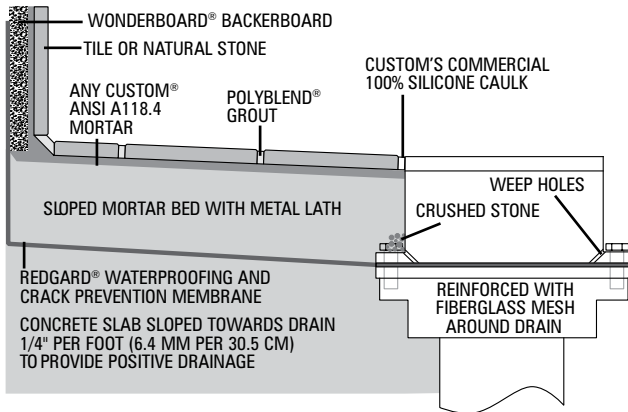 WONDERBOARD® BACKERBOARD
TILE OR NATURAL STONE
CUSTOM'S COMMERCIAL
100% SILICONE CAULK
ANY CUSTOM®
ANSI A118.4
MORTAR
POLYBLEND®
GROUT
WEEP HOLES
SLOPED MORTAR BED WITH METAL LATH
CRUSHED STONE
REDGARD® WATERPROOFING AND
CRACK PREVENTION MEMBRANE
REINFORCED WITH
FIBERGLASS MESH
AROUND DRAIN
CONCRETE SLAB SLOPED TOWARDS DRAIN
1/4" PER FOOT (6.4 MM PER 30.5 CM)
TO PROVIDE POSITIVE DRAINAGE